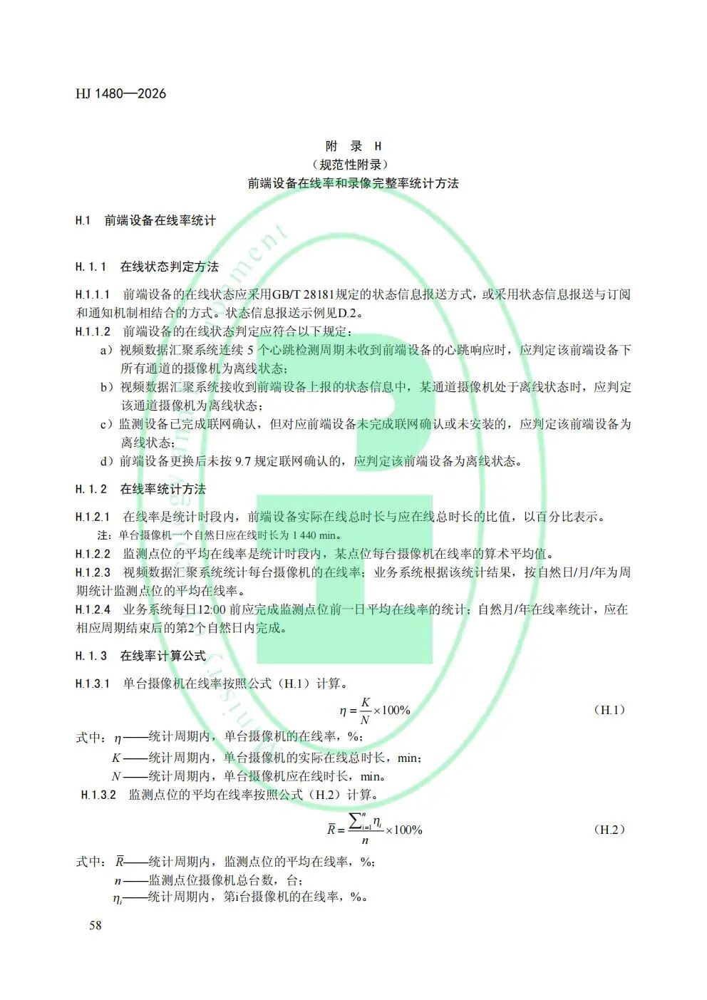 HJ 1480—2026
附 录 H
（规范性附录）
前端设备在线率和录像完整率统计方法
H.1 前端设备在线率统计
H.1.1 在线状态判定方法
H.1.1.1 前端设备的在线状态应采用GB/T 28181规定的状态信息报送方式，或采用状态信息报送与订阅
和通知机制相结合的方式。状态信息报送示例见D.2。
H.1.1.2 前端设备的在线状态判定应符合以下规定：
a）视频数据汇聚系统连续 5 个心跳检测周期未收到前端设备的心跳响应时，应判定该前端设备下
所有通道的摄像机为离线状态；
b）视频数据汇聚系统接收到前端设备上报的状态信息中，某通道摄像机处于离线状态时，应判定
该通道摄像机为离线状态；
c）监测设备已完成联网确认，但对应前端设备未完成联网确认或未安装的，应判定该前端设备为
离线状态；
d）前端设备更换后未按 9.7 规定联网确认的，应判定该前端设备为离线状态。
H.1.2 在线率统计方法
H.1.2.1 在线率是统计时段内，前端设备实际在线总时长与应在线总时长的比值，以百分比表示。
注：单台摄像机一个自然日应在线时长为 1 440 min。
H.1.2.2 监测点位的平均在线率是统计时段内，某点位每台摄像机在线率的算术平均值。
H.1.2.3 视频数据汇聚系统统计每台摄像机的在线率；业务系统根据该统计结果，按自然日/月/年为周
期统计监测点位的平均在线率。
H.1.2.4 业务系统每日12:00 前应完成监测点位前一日平均在线率的统计；自然月/年在线率统计，应在
相应周期结束后的第2个自然日内完成。
H.1.3 在线率计算公式
H.1.3.1 单台摄像机在线率按照公式（H.1）计算。
η = K/N ×100% （H.1）
式中：η——统计周期内，单台摄像机的在线率，%；
K——统计周期内，单台摄像机的实际在线总时长，min；
N——统计周期内，单台摄像机应在线时长，min。
H.1.3.2 监测点位的平均在线率按照公式（H.2）计算。
R̅ = ∑ⁿᵢ₌₁ ηᵢ / n ×100% （H.2）
式中：R̅——统计周期内，监测点位的平均在线率，%；
n——监测点位摄像机总台数，台；
ηᵢ——统计周期内，第i台摄像机的在线率，%。
58
Ministry of Ecology and Environment